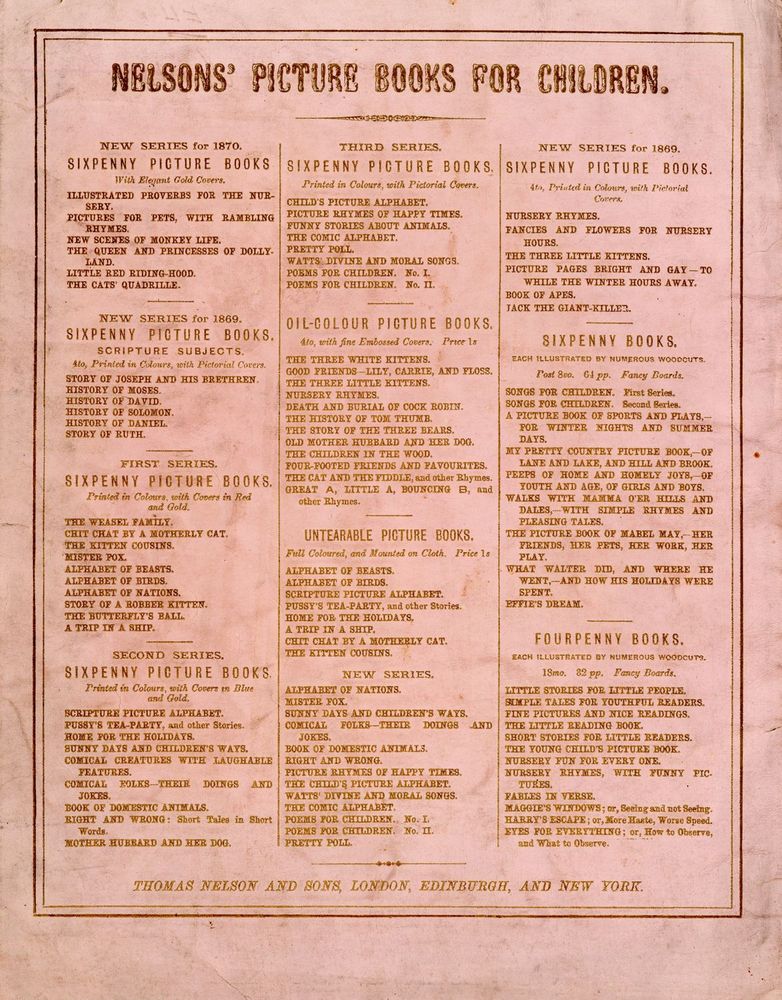 NELSONS' PICTURE BOOKS FOR CHILDREN.
NEW SERIES for 1870.
SIXPENNY PICTURE BOOKS
With Elegant Gold Covers.
ILLUSTRATED PROVERBS FOR THE NUR-
SERY.
PICTURES FOR PETS, WITH RAMBLING
RHYMES.
NEW SCENES OF MONKEY LIFE.
THE QUEEN AND PRINCESSES OF DOLLY-
LAND.
LITTLE RED RIDING-HOOD.
THE CATS' QUADRILLE.
NEW SERIES for 1869.
SIXPENNY PICTURE BOOKS.
SCRIPTURE SUBJECTS.
4to, Printed in Colours, with Pictorial Covers.
STORY OF JOSEPH AND HIS BRETHREN.
HISTORY OF MOSES.
HISTORY OF DAVID.
HISTORY OF SOLOMON.
HISTORY OF DANIEL.
STORY OF RUTH.
FIRST SERIES.
SIXPENNY PICTURE BOOKS.
Printed in Colours, with Covers in Red
and Gold.
THE WEASEL FAMILY.
CHIT CHAT BY A MOTHERLY CAT.
THE KITTEN COUSINS.
MISTER FOX.
ALPHABET OF BEASTS.
ALPHABET OF BIRDS.
ALPHABET OF NATIONS.
STORY OF A ROBBER KITTEN.
THE BUTTERFLY'S BALL.
A TRIP IN A SHIP.
SECOND SERIES.
SIXPENNY PICTURE BOOKS
Printed in Colours, with Covers in Blue
and Gold.
SCRIPTURE PICTURE ALPHABET.
PUSSY'S TEA-PARTY, and other Stories.
HOME FOR THE HOLIDAYS.
SUNNY DAYS AND CHILDREN'S WAYS.
COMICAL CREATURES WITH LAUGHABLE
FEATURES.
COMICAL FOLKS—THEIR DOINGS AND
JOKES.
BOOK OF DOMESTIC ANIMALS.
RIGHT AND WRONG: Short Tales in Short
Words.
MOTHER HUBBARD AND HER DOG.
THIRD SERIES.
SIXPENNY PICTURE BOOKS.
Printed in Colours, with Pictorial Covers.
CHILD'S PICTURE ALPHABET.
PICTURE RHYMES OF HAPPY TIMES.
FUNNY STORIES ABOUT ANIMALS.
THE COMIC ALPHABET.
PRETTY POLL.
WATTS' DIVINE AND MORAL SONGS.
POEMS FOR CHILDREN. No. I.
POEMS FOR CHILDREN. No. II.
OIL-COLOUR PICTURE BOOKS.
4to, with fine Embossed Covers. Price 1s
THE THREE WHITE KITTENS.
GOOD FRIENDS—LILY, CARRIE, AND FLOSS.
THE THREE LITTLE KITTENS.
NURSERY RHYMES.
DEATH AND BURIAL OF COCK ROBIN.
THE HISTORY OF TOM THUMB.
THE STORY OF THE THREE BEARS.
OLD MOTHER HUBBARD AND HER DOG.
THE CHILDREN IN THE WOOD.
FOUR-FOOTED FRIENDS AND FAVOURITES.
THE CAT AND THE FIDDLE, and other Rhymes.
GREAT A, LITTLE A, BOUNCING B, and
other Rhymes.
UNTEARABLE PICTURE BOOKS.
Full Coloured, and Mounted on Cloth. Price 1s
ALPHABET OF BEASTS.
ALPHABET OF BIRDS.
SCRIPTURE PICTURE ALPHABET.
PUSSY'S TEA-PARTY, and other Stories.
HOME FOR THE HOLIDAYS.
A TRIP IN A SHIP.
CHIT CHAT BY A MOTHERLY CAT.
THE KITTEN COUSINS.
NEW SERIES.
ALPHABET OF NATIONS.
MISTER FOX.
SUNNY DAYS AND CHILDREN'S WAYS.
COMICAL FOLKS—THEIR DOINGS AND
JOKES.
BOOK OF DOMESTIC ANIMALS.
RIGHT AND WRONG.
PICTURE RHYMES OF HAPPY TIMES.
THE CHILD'S PICTURE ALPHABET.
WATTS' DIVINE AND MORAL SONGS.
THE COMIC ALPHABET.
POEMS FOR CHILDREN. No. I.
POEMS FOR CHILDREN. No. II.
PRETTY POLL.
NEW SERIES for 1869.
SIXPENNY PICTURE BOOKS.
4to, Printed in Colours, with Pictorial
Covers.
NURSERY RHYMES.
FANCIES AND FLOWERS FOR NURSERY
HOURS.
THE THREE LITTLE KITTENS.
PICTURE PAGES BRIGHT AND GAY—TO
WHILE THE WINTER HOURS AWAY.
BOOK OF APES.
JACK THE GIANT-KILLER.
SIXPENNY BOOKS.
EACH ILLUSTRATED BY NUMEROUS WOODCUTS.
Post 8vo. 64 pp. Fancy Boards.
SONGS FOR CHILDREN. First Series.
SONGS FOR CHILDREN. Second Series.
A PICTURE BOOK OF SPORTS AND PLAYS,—
FOR WINTER NIGHTS AND SUMMER
DAYS.
MY PRETTY COUNTRY PICTURE BOOK,—OF
LANE AND LAKE, AND HILL AND BROOK.
PEEPS OF HOME AND HOMELY JOYS,—OF
YOUTH AND AGE, OF GIRLS AND BOYS.
WALKS WITH MAMMA O'ER HILLS AND
DALES,—WITH SIMPLE RHYMES AND
PLEASING TALES.
THE PICTURE BOOK OF MABEL MAY,—HER
FRIENDS, HER PETS, HER WORK, HER
PLAY.
WHAT WALTER DID, AND WHERE HE
WENT,—AND HOW HIS HOLIDAYS WERE
SPENT.
EFFIE'S DREAM.
FOURPENNY BOOKS.
EACH ILLUSTRATED BY NUMEROUS WOODCUTS.
18mo. 32 pp. Fancy Boards.
LITTLE STORIES FOR LITTLE PEOPLE.
SIMPLE TALES FOR YOUTHFUL READERS.
FINE PICTURES AND NICE READINGS.
THE LITTLE READING BOOK.
SHORT STORIES FOR LITTLE READERS.
THE YOUNG CHILD'S PICTURE BOOK.
NURSERY FUN FOR EVERY ONE.
NURSERY RHYMES, WITH FUNNY PIC-
TURES.
FABLES IN VERSE.
MAGGIE'S WINDOWS; or, Seeing and not Seeing.
HARRY'S ESCAPE; or, More Haste, Worse Speed.
EYES FOR EVERYTHING; or, How to Observe,
and What to Observe.
THOMAS NELSON AND SONS, LONDON, EDINBURGH, AND NEW YORK.